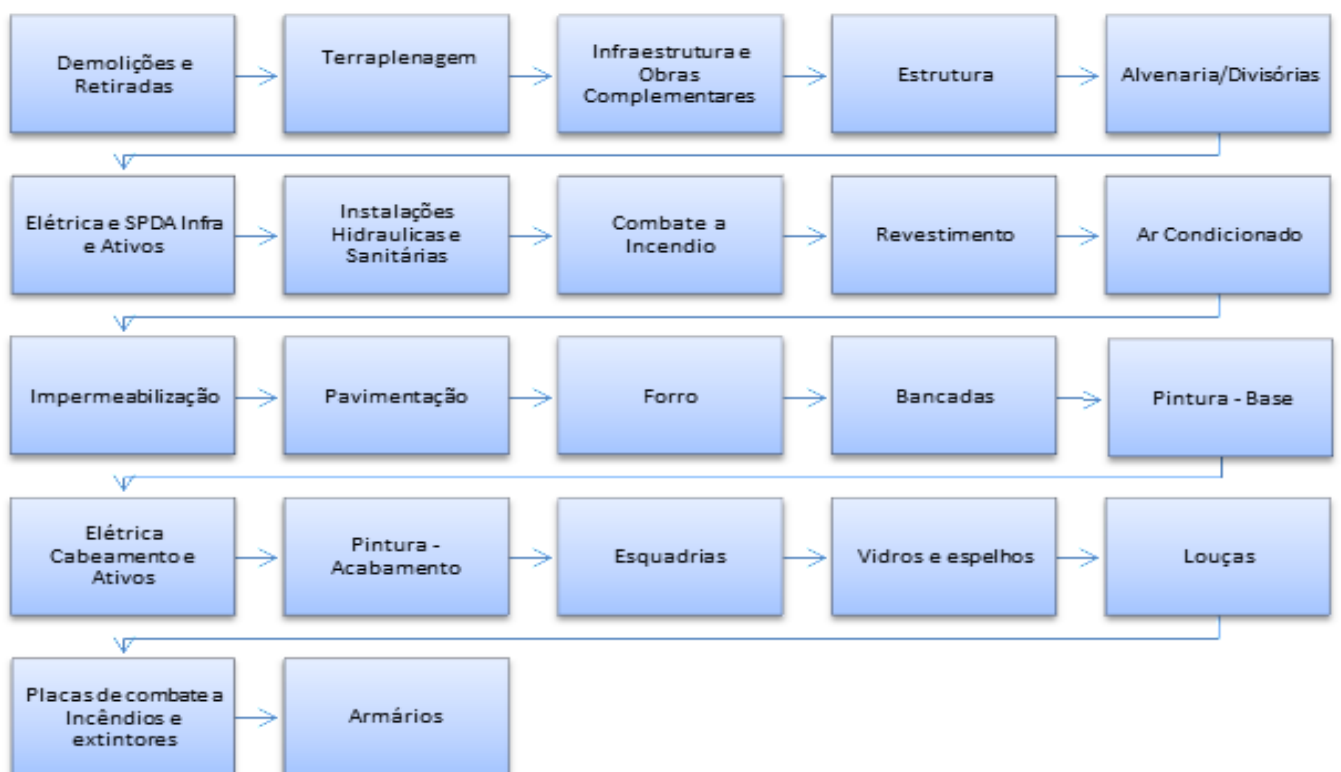 Demolições e
Retiradas
Terraplenagem
Infraestrutura e
Obras
Complementares
Estrutura
Alvenaria/Divisórias
Elétrica e SPDA Infra
e Ativos
Instalações
Hidraulicas e
Sanitárias
Combate a
Incendio
Revestimento
Ar Condicionado
Impermeabilização
Pavimentação
Forro
Bancadas
Pintura - Base
Elétrica
Cabeamento e
Ativos
Pintura -
Acabamento
Esquadrias
Vidros e espelhos
Louças
Placas de combate a
Incêndios e
extintores
Armários